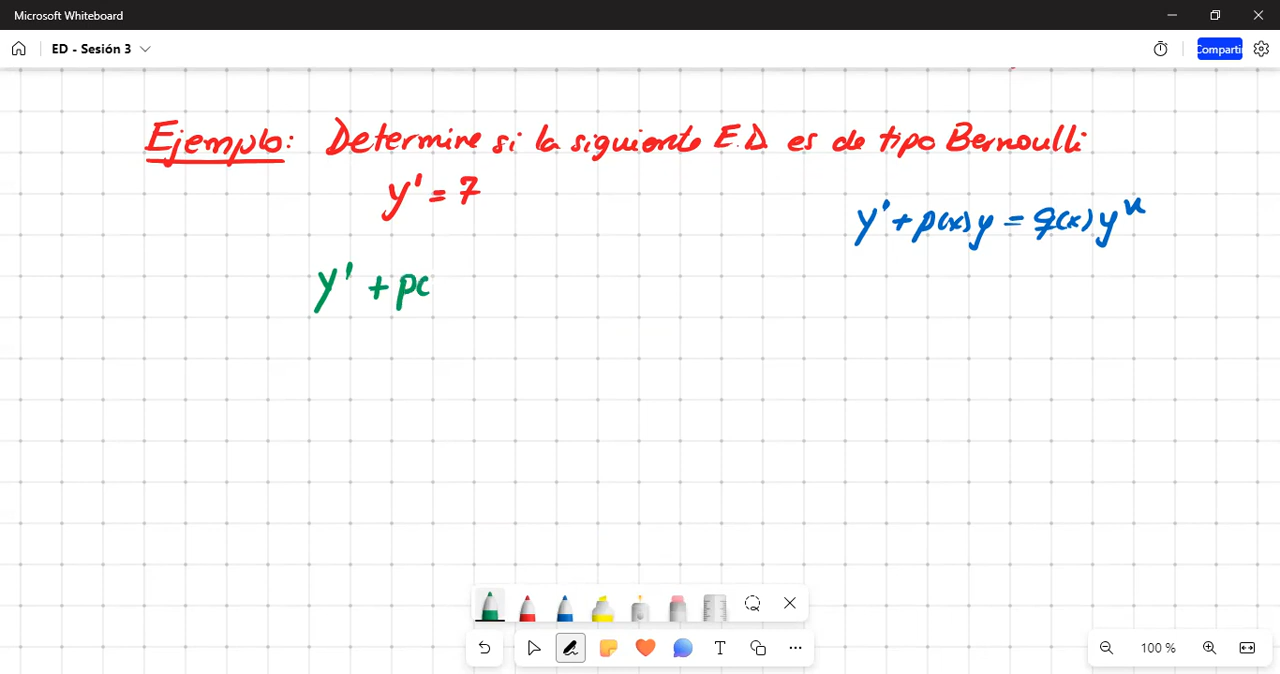 Microsoft Whiteboard
ED - Sesión 3
Compartir
Ejemplo: Determine si la siguiente E.D. es de tipo Bernoulli
y' = 7
y' + p(x)y = q(x)y^n
y' + pc
100 %